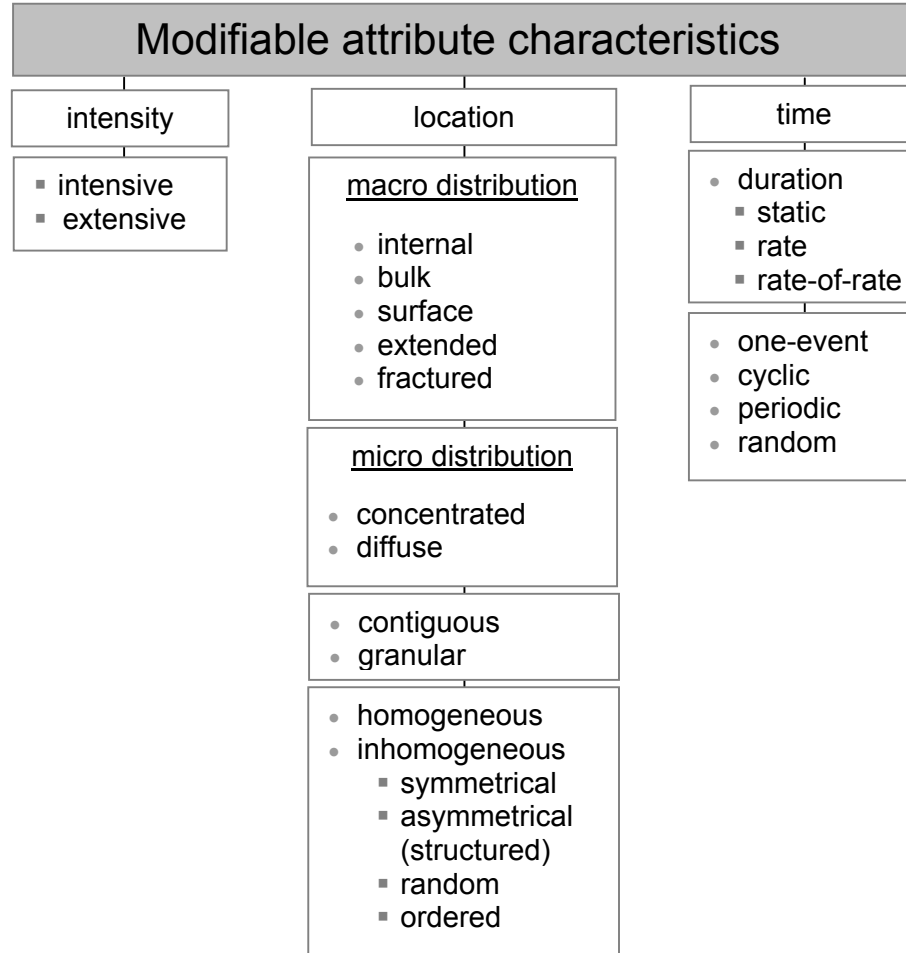 Modifiable attribute characteristics
intensity
intensive
extensive
location
macro distribution
internal
bulk
surface
extended
fractured
micro distribution
concentrated
diffuse
contiguous
granular
homogeneous
inhomogeneous
symmetrical
asymmetrical
(structured)
random
ordered
time
duration
static
rate
rate-of-rate
one-event
cyclic
periodic
random